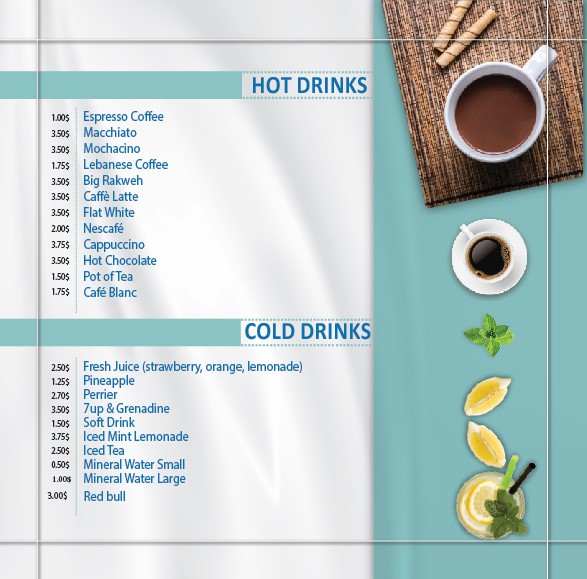 HOT DRINKS
1.00$ Espresso Coffee
3.50$ Macchiato
3.50$ Mochacino
1.75$ Lebanese Coffee
3.50$ Big Rakweh
3.50$ Caffè Latte
3.50$ Flat White
2.00$ Nescafé
3.75$ Cappuccino
3.50$ Hot Chocolate
1.50$ Pot of Tea
1.75$ Café Blanc
COLD DRINKS
2.50$ Fresh Juice (strawberry, orange, lemonade)
1.25$ Pineapple
2.70$ Perrier
3.50$ 7up & Grenadine
1.50$ Soft Drink
3.75$ Iced Mint Lemonade
2.50$ Iced Tea
0.50$ Mineral Water Small
1.00$ Mineral Water Large
3.00$ Red bull